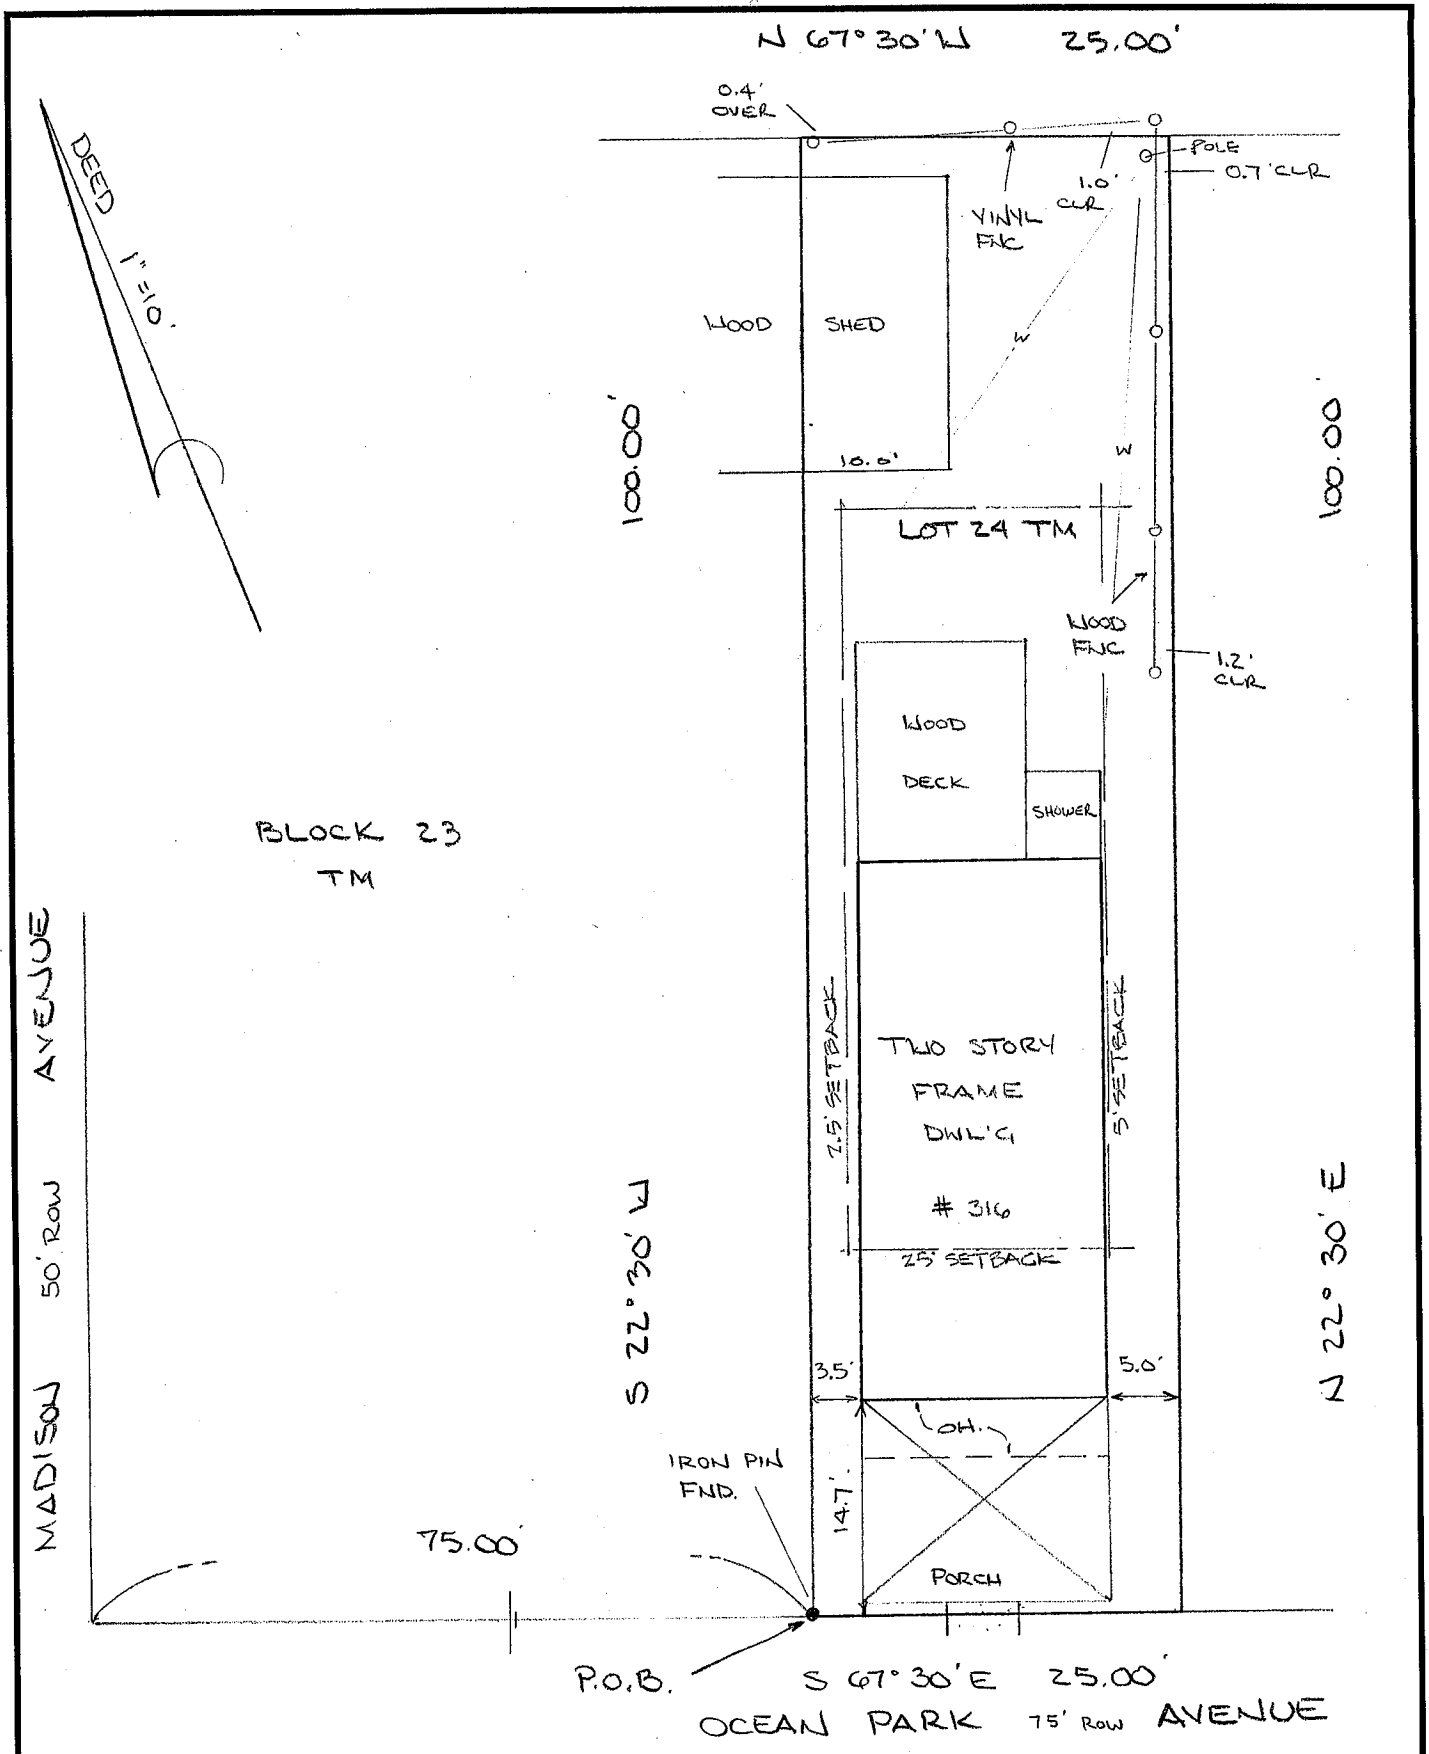 N 67° 30' W 25.00'
0.4'
OVER
DEED
1" = 10'
POLE
0.7' CLR
1.0'
CLR
VINYL
FNC
WOOD SHED
W
W
100.00'
100.00'
10.0'
LOT 24 TM
WOOD
FNC
1.2'
CLR
WOOD
DECK
SHOWER
BLOCK 23
TM
MADISON 50' ROW AVENUE
2.5' SETBACK
5' SETBACK
TWO STORY
FRAME
DWL'G
# 316
25' SETBACK
S 22° 30' W
N 22° 30' E
3.5'
5.0'
OH.
IRON PIN
FND.
14.7'
75.00'
PORCH
P.O.B.
S 67° 30' E 25.00'
OCEAN PARK 75' ROW AVENUE